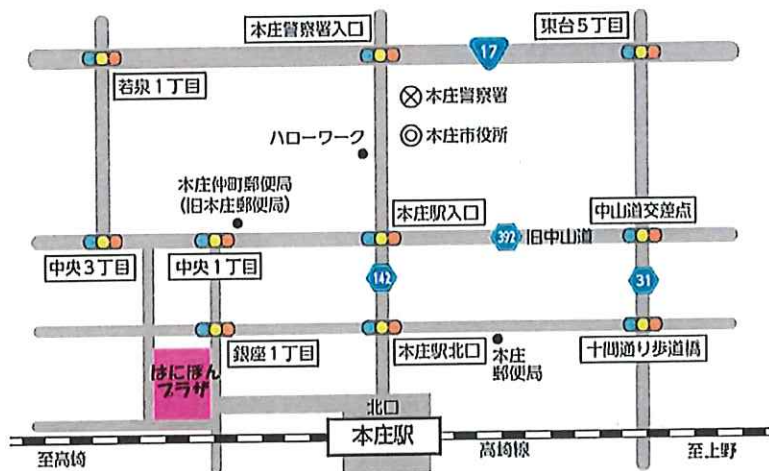 本庄警察署入口
東台5丁目
17
若泉1丁目
本庄警察署
ハローワーク
本庄市役所
本庄仲町郵便局
(旧本庄郵便局)
本庄駅入口
中山道交差点
392
旧中山道
中央3丁目
中央1丁目
142
31
銀座1丁目
本庄駅北口
本庄
郵便局
十間通り歩道橋
はにぽん
プラザ
北口
本庄駅
至高崎
高崎線
至上野